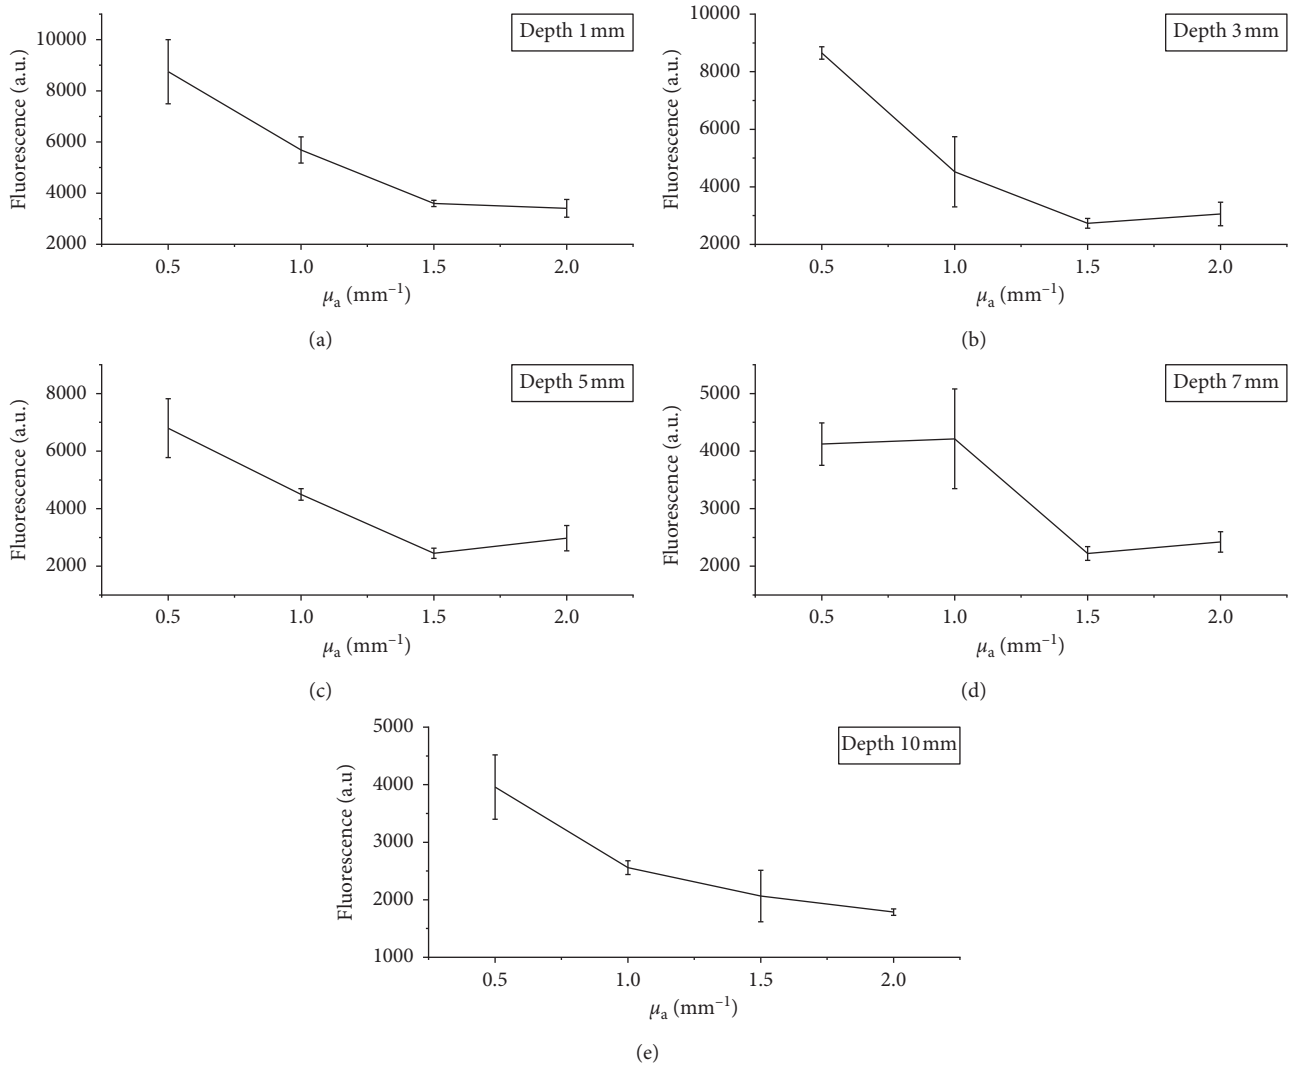 Depth 1 mm
Fluorescence (a.u.)
10000
8000
6000
4000
2000
0.5 1.0 1.5 2.0
μa (mm−1)
(a)
Depth 3 mm
Fluorescence (a.u.)
10000
8000
6000
4000
2000
0.5 1.0 1.5 2.0
μa (mm−1)
(b)
Depth 5 mm
Fluorescence (a.u.)
8000
6000
4000
2000
0.5 1.0 1.5 2.0
μa (mm−1)
(c)
Depth 7 mm
Fluorescence (a.u.)
5000
4000
3000
2000
0.5 1.0 1.5 2.0
μa (mm−1)
(d)
Depth 10 mm
Fluorescence (a.u)
5000
4000
3000
2000
1000
0.5 1.0 1.5 2.0
μa (mm−1)
(e)